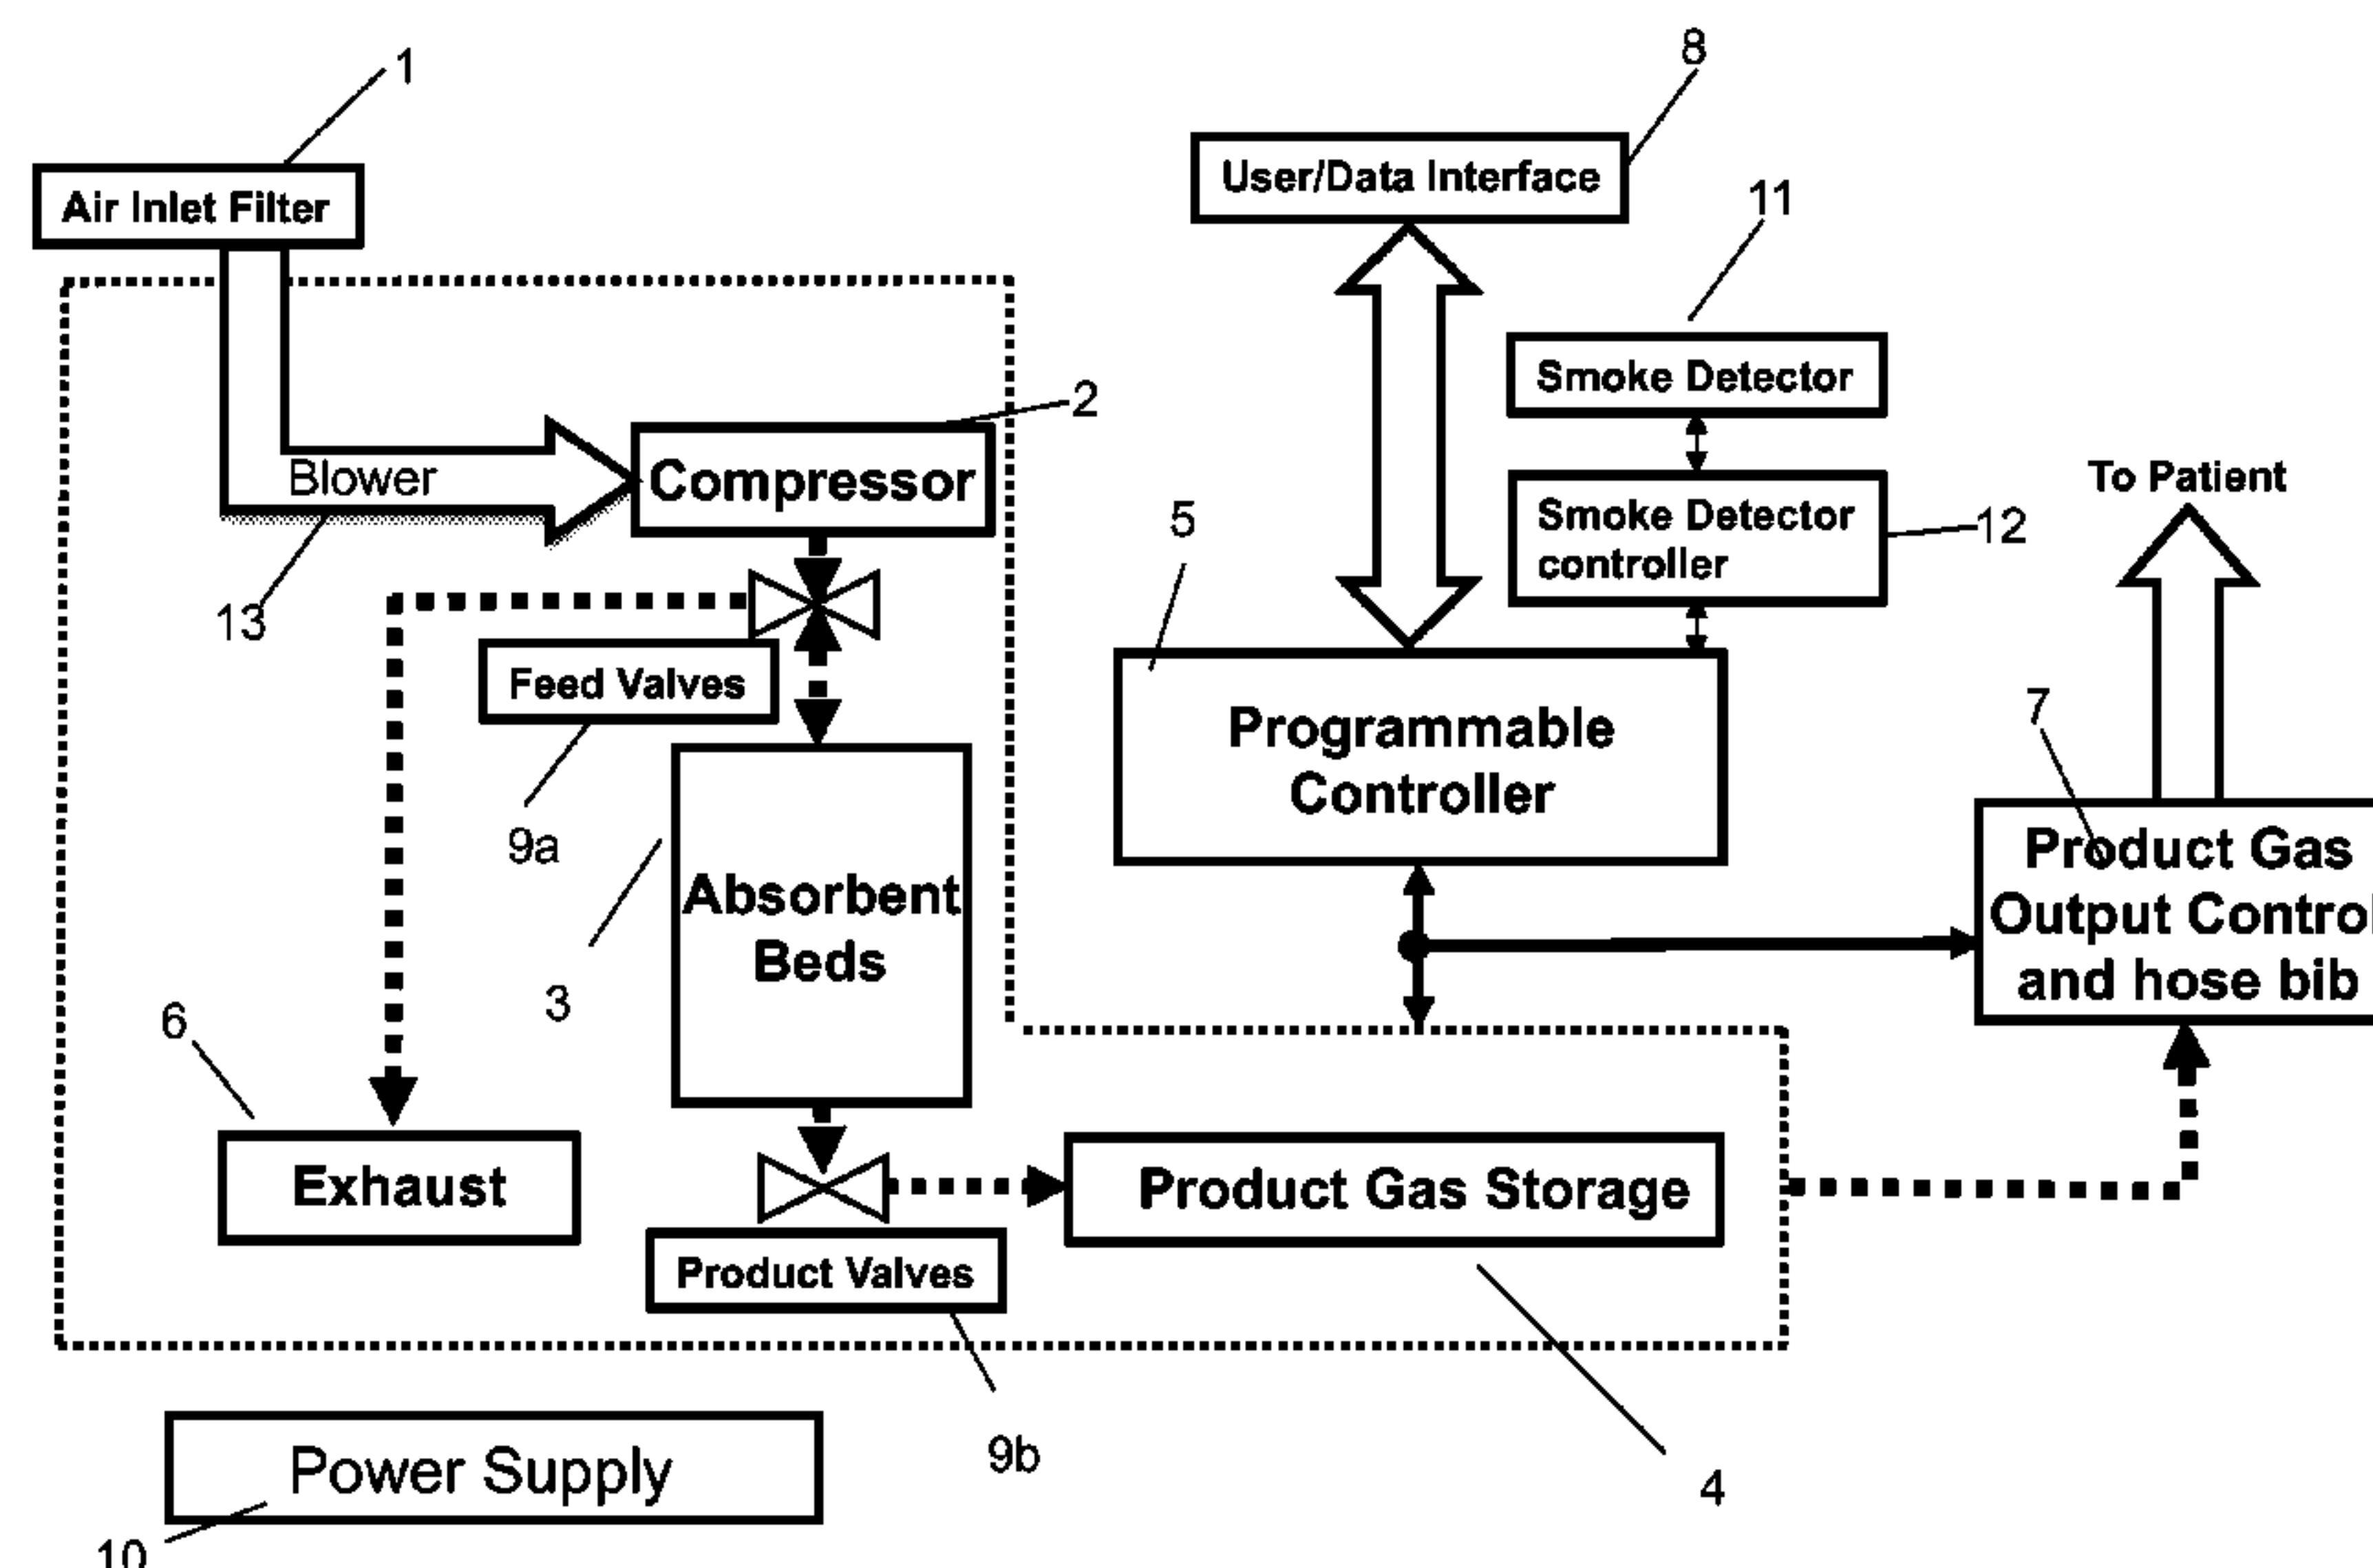 1
8
Air Inlet Filter
User/Data Interface
11
Smoke Detector
2
Blower
Compressor
To Patient
5
Smoke Detector
controller
12
13
Feed Valves
Programmable
Controller
7
9a
Product Gas
Output Control
and hose bib
Absorbent
Beds
3
6
Exhaust
Product Gas Storage
Product Valves
9b
Power Supply
4
10